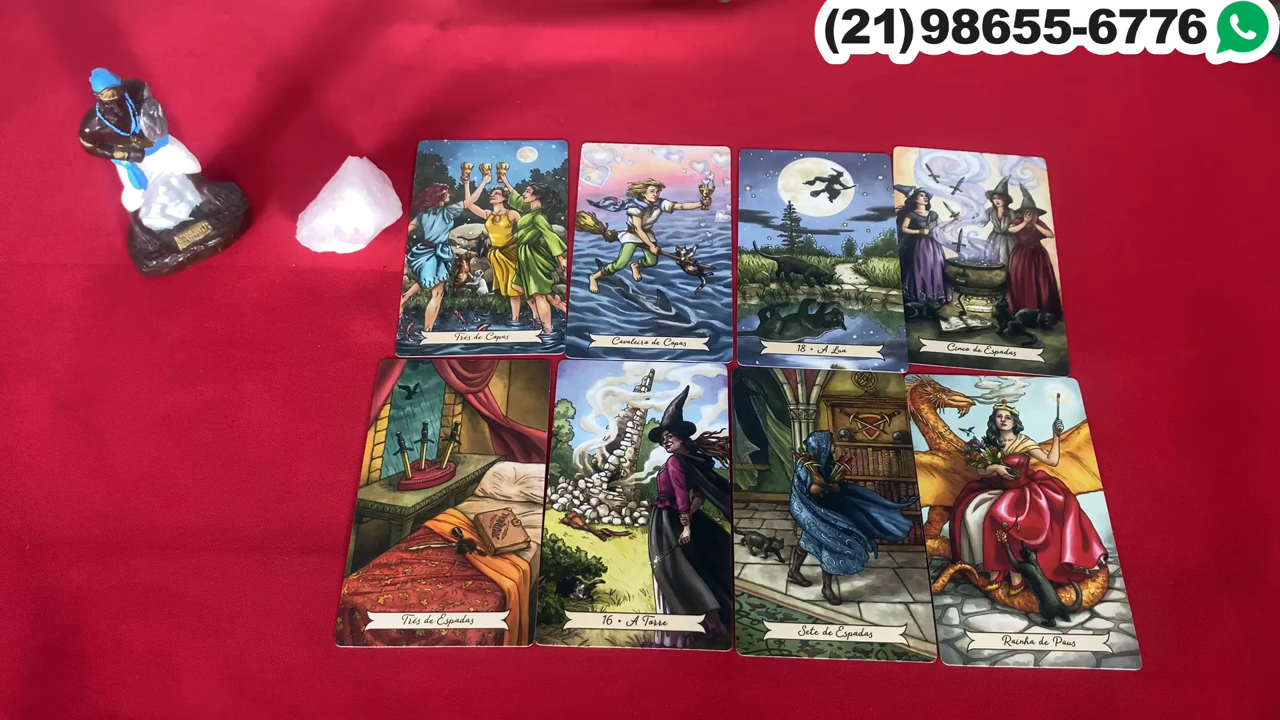 (21)98655-6776
Três de Copas
Cavaleiro de Copas
18 • A Lua
Cinco de Espadas
Três de Espadas
16 • A Torre
Sete de Espadas
Rainha de Paus